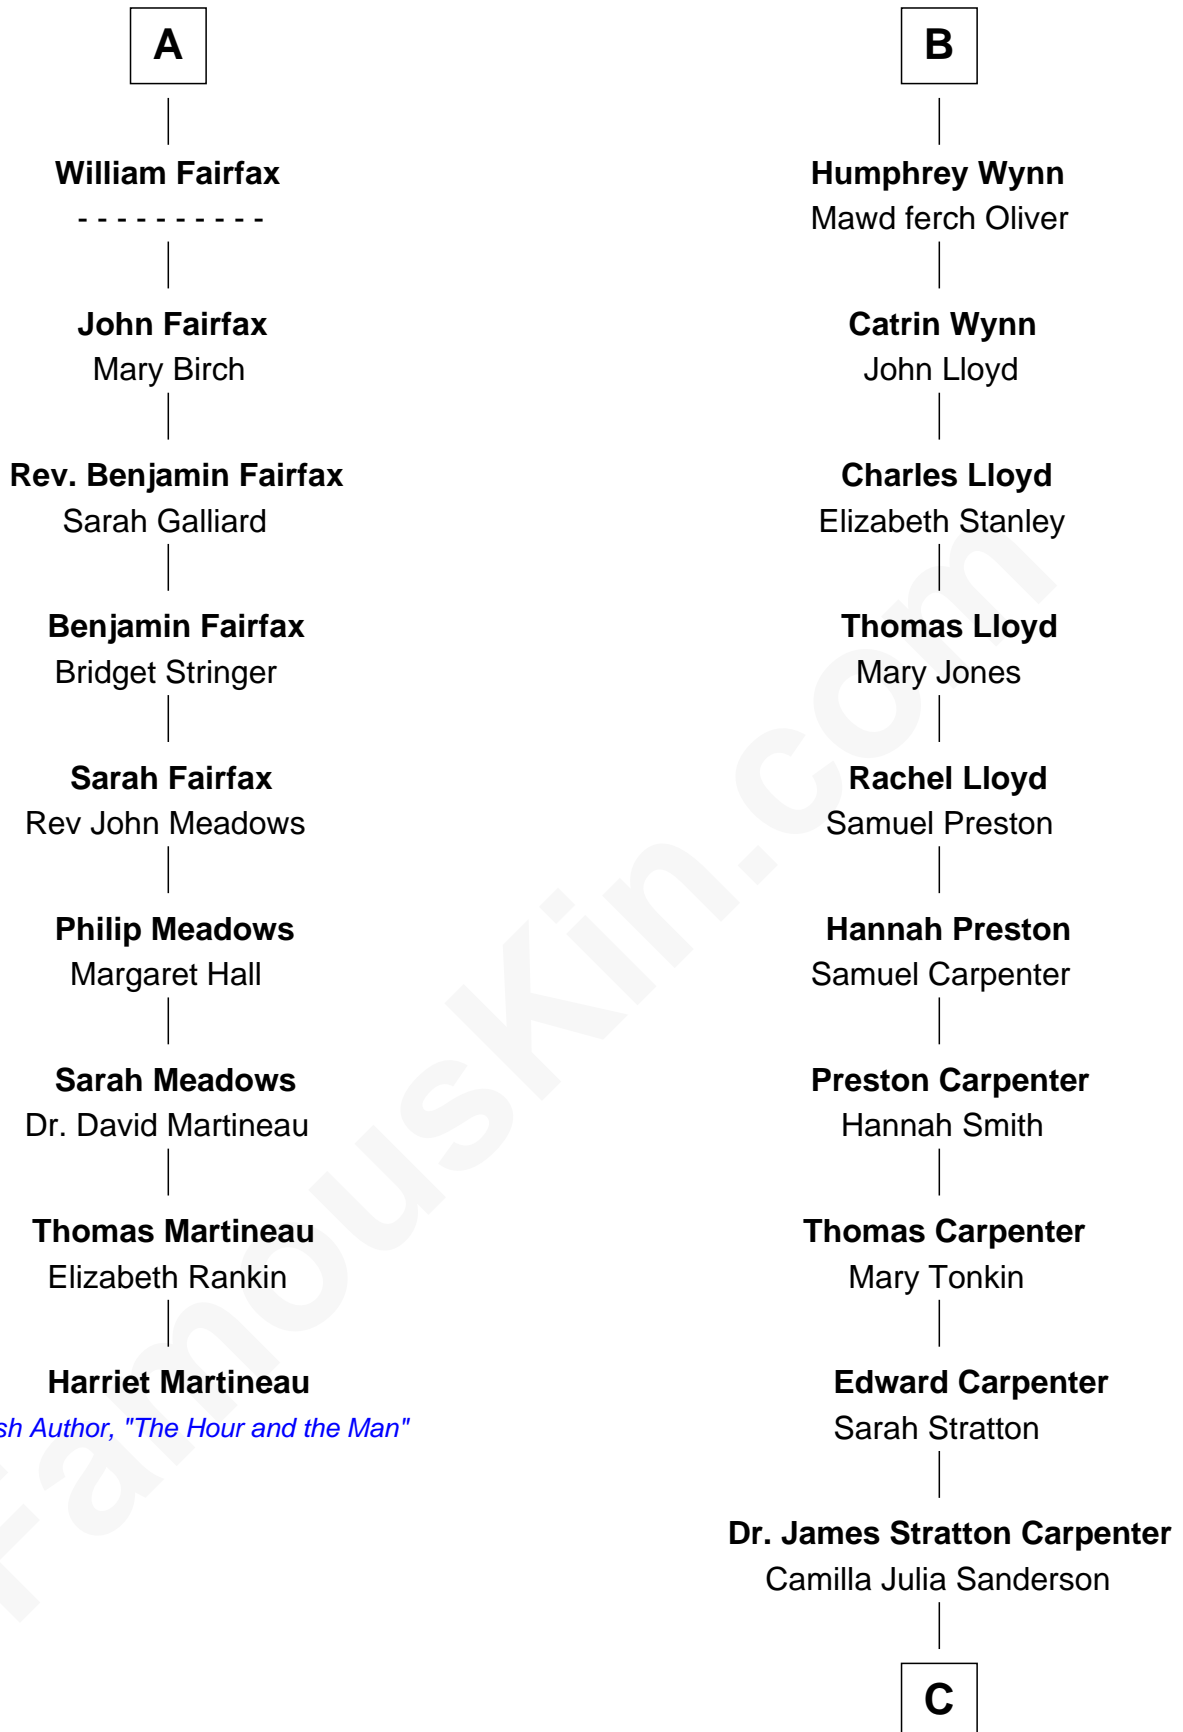 A
William Fairfax
- - - - - - - - - -
John Fairfax
Mary Birch
Rev. Benjamin Fairfax
Sarah Galliard
Benjamin Fairfax
Bridget Stringer
Sarah Fairfax
Rev John Meadows
Philip Meadows
Margaret Hall
Sarah Meadows
Dr. David Martineau
Thomas Martineau
Elizabeth Rankin
Harriet Martineau
sh Author, "The Hour and the Man"
B
Humphrey Wynn
Mawd ferch Oliver
Catrin Wynn
John Lloyd
Charles Lloyd
Elizabeth Stanley
Thomas Lloyd
Mary Jones
Rachel Lloyd
Samuel Preston
Hannah Preston
Samuel Carpenter
Preston Carpenter
Hannah Smith
Thomas Carpenter
Mary Tonkin
Edward Carpenter
Sarah Stratton
Dr. James Stratton Carpenter
Camilla Julia Sanderson
C
FamousKin.com